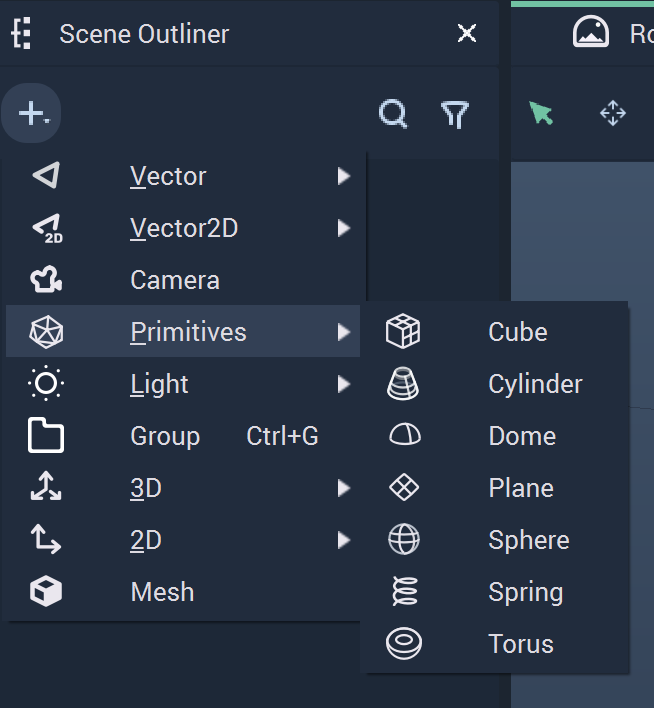 Scene Outliner
Ro
Vector
Vector2D
2D
Camera
Primitives
Light
Group Ctrl+G
3D
2D
Mesh
Cube
Cylinder
Dome
Plane
Sphere
Spring
Torus